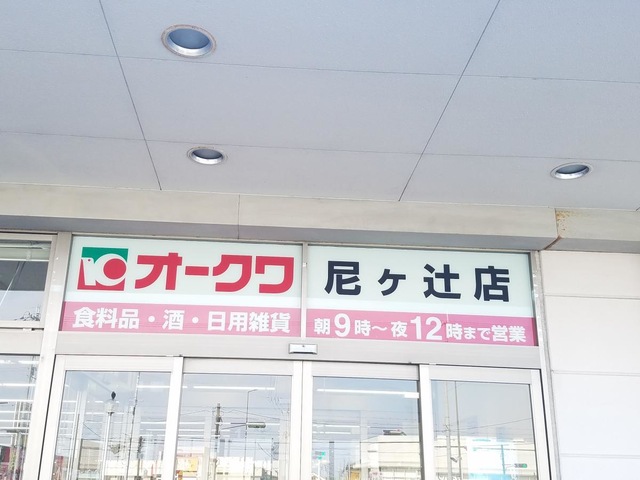 オークワ
尼ヶ辻店
食料品・酒・日用雑貨
朝9時～夜12時まで営業